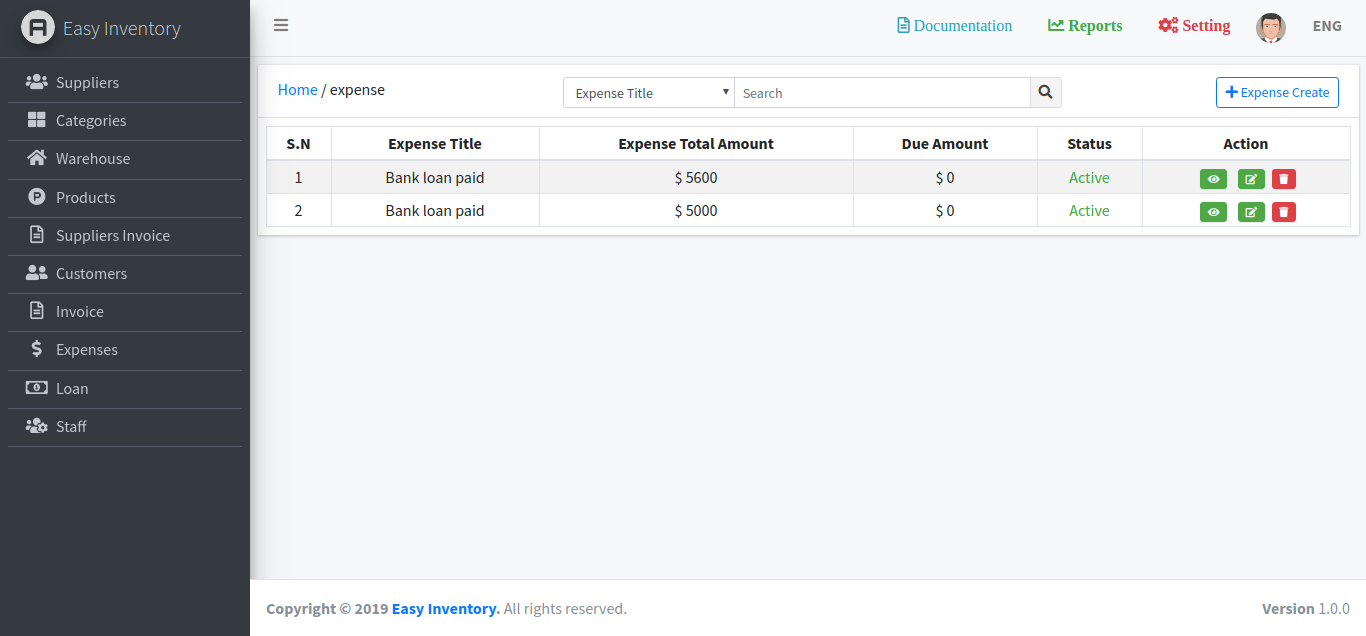 Easy Inventory
Documentation Reports Setting ENG
Suppliers
Categories
Warehouse
Products
Suppliers Invoice
Customers
Invoice
Expenses
Loan
Staff
Home / expense Expense Title Search Expense Create
S.N Expense Title Expense Total Amount Due Amount Status Action
1 Bank loan paid $ 5600 $ 0 Active
2 Bank loan paid $ 5000 $ 0 Active
Copyright © 2019 Easy Inventory. All rights reserved. Version 1.0.0